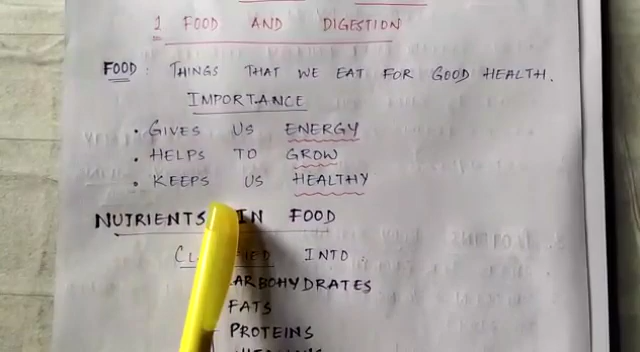 1 FOOD AND DIGESTION
FOOD: THINGS THAT WE EAT FOR GOOD HEALTH.
IMPORTANCE
• GIVES US ENERGY
• HELPS TO GROW
• KEEPS US HEALTHY
NUTRIENTS IN FOOD
INTO :
FATS
PROTEINS